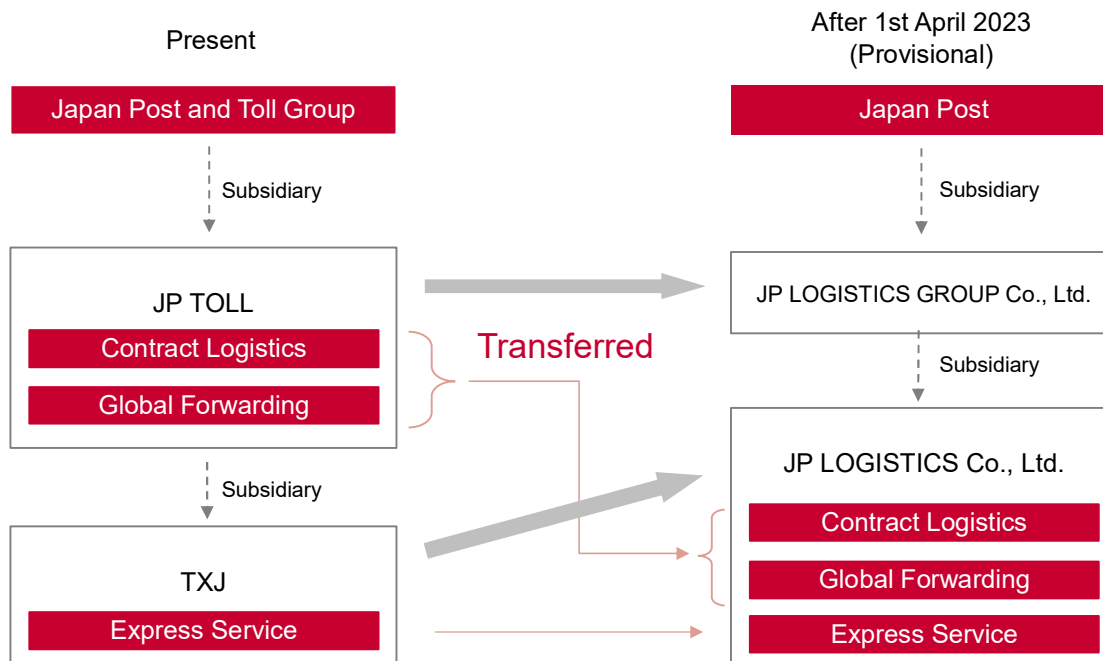 Present
Japan Post and Toll Group
Subsidiary
JP TOLL
Contract Logistics
Global Forwarding
Subsidiary
TXJ
Express Service
Transferred
After 1st April 2023
(Provisional)
Japan Post
Subsidiary
JP LOGISTICS GROUP Co., Ltd.
Subsidiary
JP LOGISTICS Co., Ltd.
Contract Logistics
Global Forwarding
Express Service